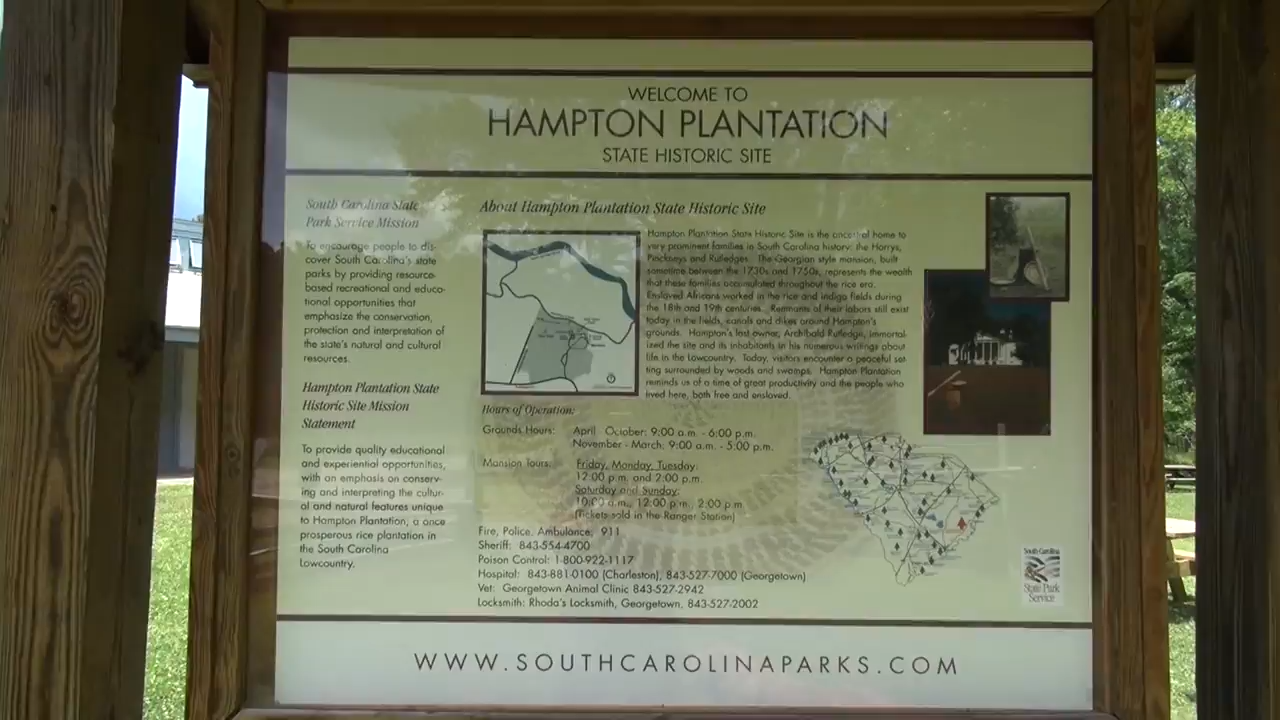 WELCOME TO
HAMPTON PLANTATION
STATE HISTORIC SITE
South Carolina State
Park Service Mission
To encourage people to dis-
cover South Carolina's state
parks by providing resource-
based recreational and educa-
tional opportunities that
emphasize the conservation,
protection and interpretation of
the state's natural and cultural
resources.
Hampton Plantation State
Historic Site Mission
Statement
To provide quality educational
and experiential opportunities,
with an emphasis on conserv-
ing and interpreting the cultur-
al and natural features unique
to Hampton Plantation, a once
prosperous rice plantation in
the South Carolina
Lowcountry.
About Hampton Plantation State Historic Site
Hampton Plantation State Historic Site is the ancestral home to
very prominent families in South Carolina history: the Horrys,
Pinckneys and Rutledges. The Georgian style mansion, built
sometime between the 1730s and 1750s, represents the wealth
that these families accumulated throughout the rice era.
Enslaved Africans worked in the rice and indigo fields during
the 18th and 19th centuries. Remnants of their labors still exist
today in the fields, canals and dikes around Hampton's
grounds. Hampton's last owner, Archibald Rutledge, immortal-
ized the site and its inhabitants in his numerous writings about
life in the Lowcountry. Today, visitors encounter a peaceful set-
ting surrounded by woods and swamps. Hampton Plantation
reminds us of a time of great productivity and the people who
lived here, both free and enslaved.
Hours of Operation:
Grounds Hours: April October: 9:00 a.m. - 6:00 p.m.
November - March: 9:00 a.m. - 5:00 p.m.
Mansion Tours: Friday, Monday, Tuesday:
12:00 p.m. and 2:00 p.m.
Saturday and Sunday:
10:00 a.m., 12:00 p.m., 2:00 p.m.
(Tickets sold in the Ranger Station)
Fire, Police, Ambulance: 911
Sheriff: 843-554-4700
Poison Control: 1-800-922-1117
Hospital: 843-881-0100 (Charleston), 843-527-7000 (Georgetown)
Vet: Georgetown Animal Clinic 843-527-2942
Locksmith: Rhoda's Locksmith, Georgetown, 843-527-2002
South Carolina
State Park
Service
WWW.SOUTHCAROLINAPARKS.COM